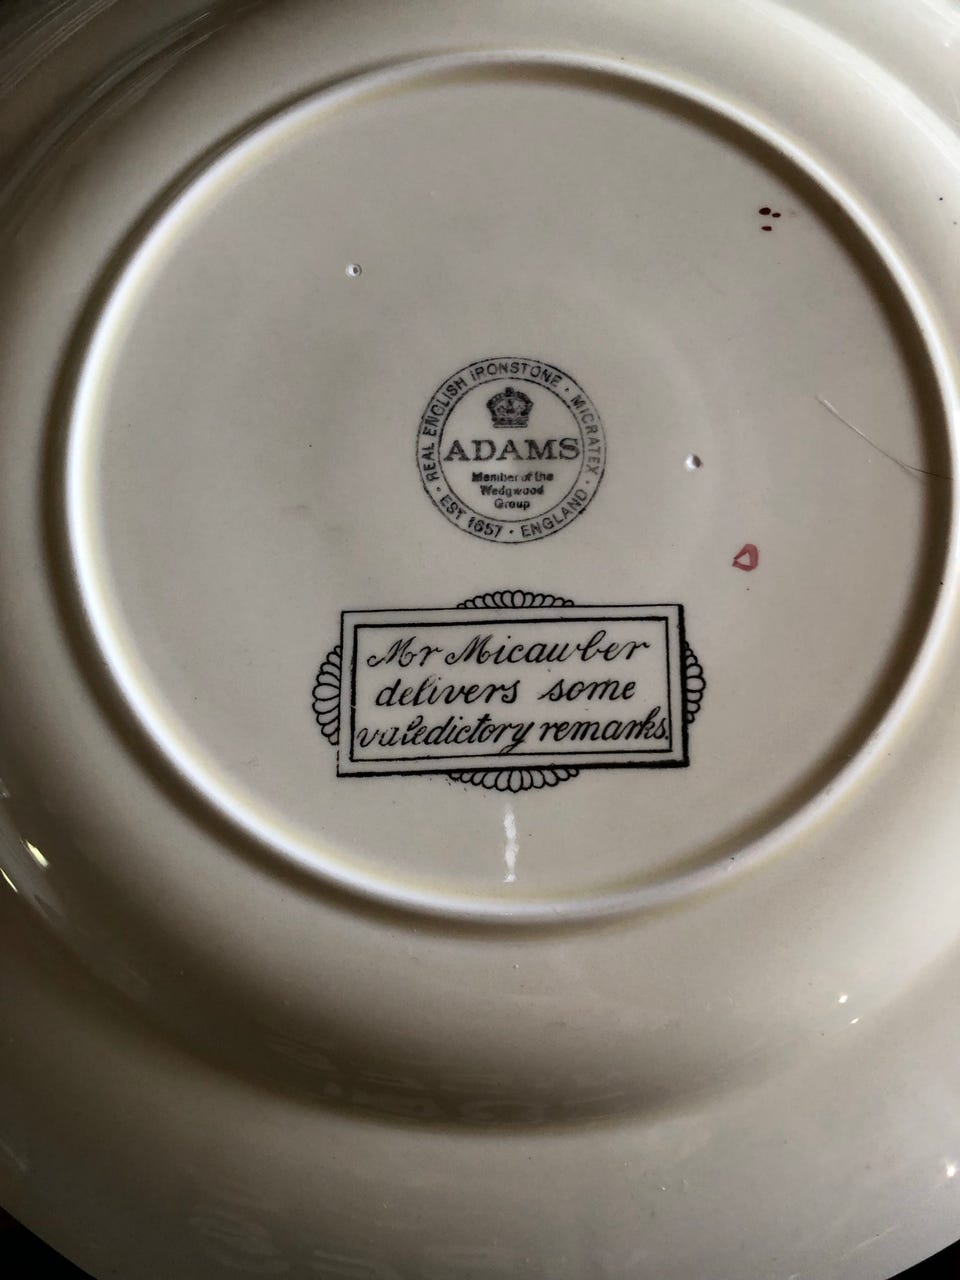 REAL ENGLISH IRONSTONE · MICRATEX
ADAMS
Member of the
Wedgwood
Group
· EST 1657 · ENGLAND ·
Mr Micawber
delivers some
valedictory remarks.